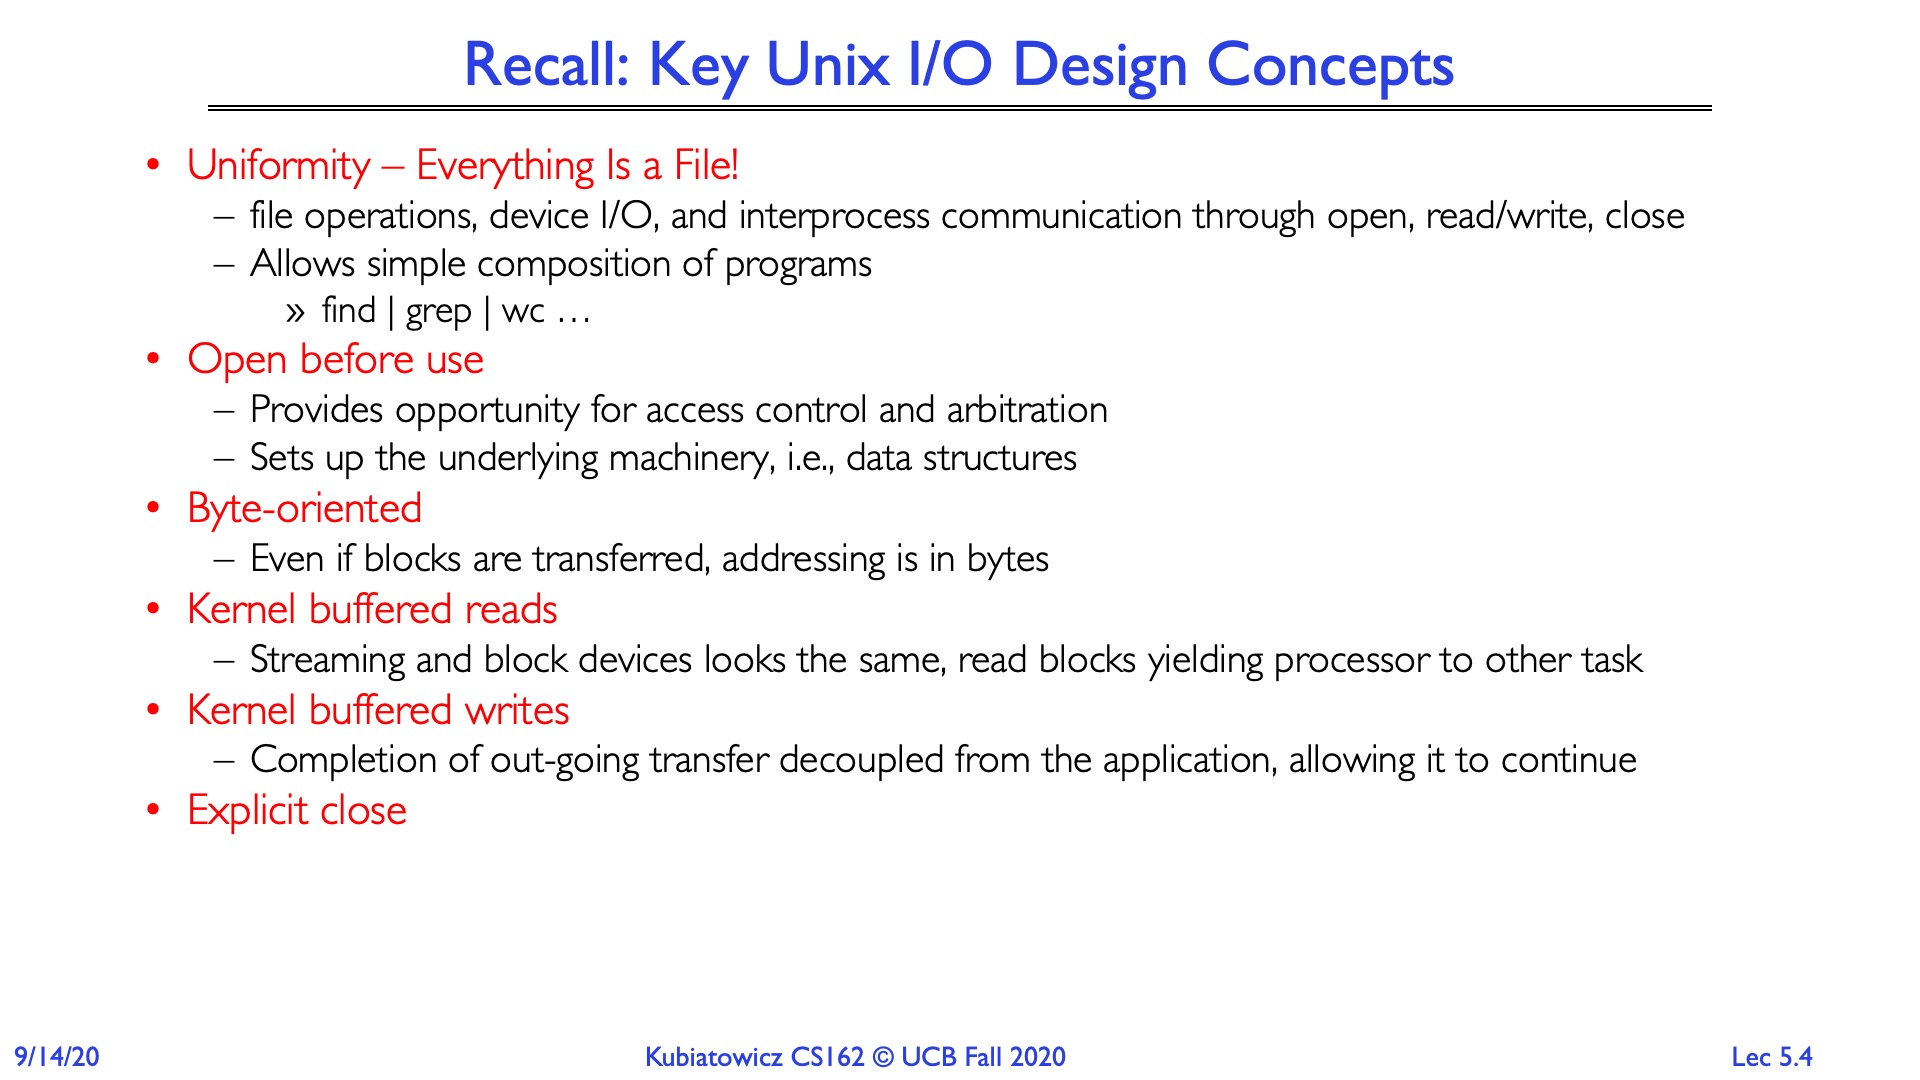 Recall: Key Unix I/O Design Concepts
• Uniformity – Everything Is a File!
– file operations, device I/O, and interprocess communication through open, read/write, close
– Allows simple composition of programs
» find | grep | wc …
• Open before use
– Provides opportunity for access control and arbitration
– Sets up the underlying machinery, i.e., data structures
• Byte-oriented
– Even if blocks are transferred, addressing is in bytes
• Kernel buffered reads
– Streaming and block devices looks the same, read blocks yielding processor to other task
• Kernel buffered writes
– Completion of out-going transfer decoupled from the application, allowing it to continue
• Explicit close
9/14/20
Kubiatowicz CS162 © UCB Fall 2020
Lec 5.4